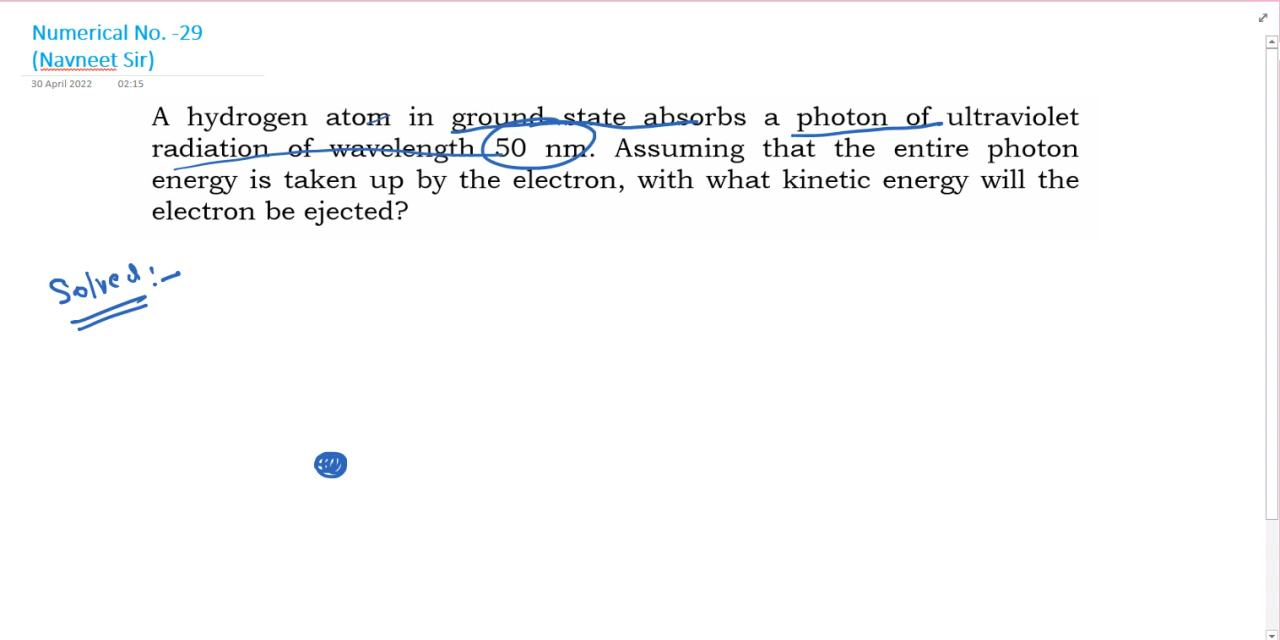 Numerical No. -29
(Navneet Sir)
30 April 2022 02:15
A hydrogen atom in ground state absorbs a photon of ultraviolet
radiation of wavelength 50 nm. Assuming that the entire photon
energy is taken up by the electron, with what kinetic energy will the
electron be ejected?
Solved:-